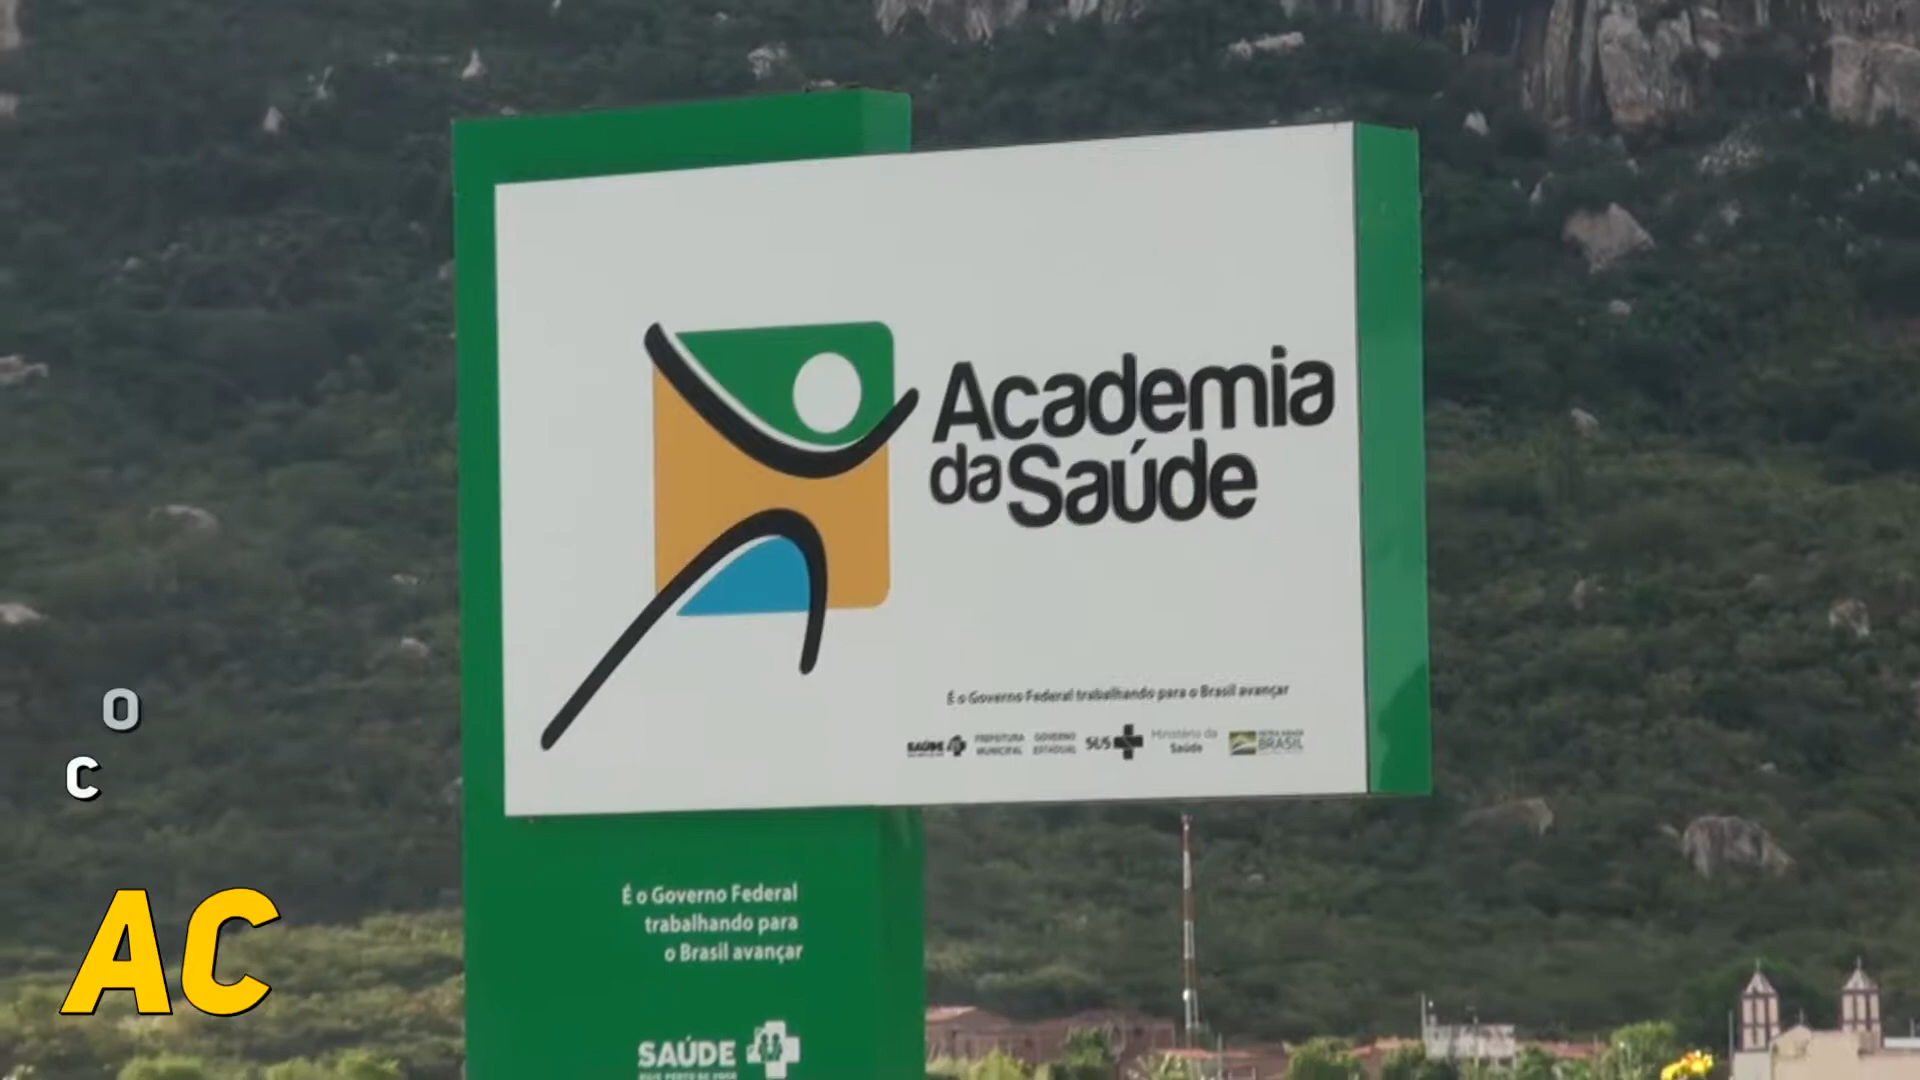 Academia
da Saúde
É o Governo Federal trabalhando para o Brasil avançar
SAÚDE
PREFEITURA
MUNICIPAL
GOVERNO
ESTADUAL
SUS
Ministério da
Saúde
BRASIL
O
C
AC
É o Governo Federal
trabalhando para
o Brasil avançar
SAÚDE